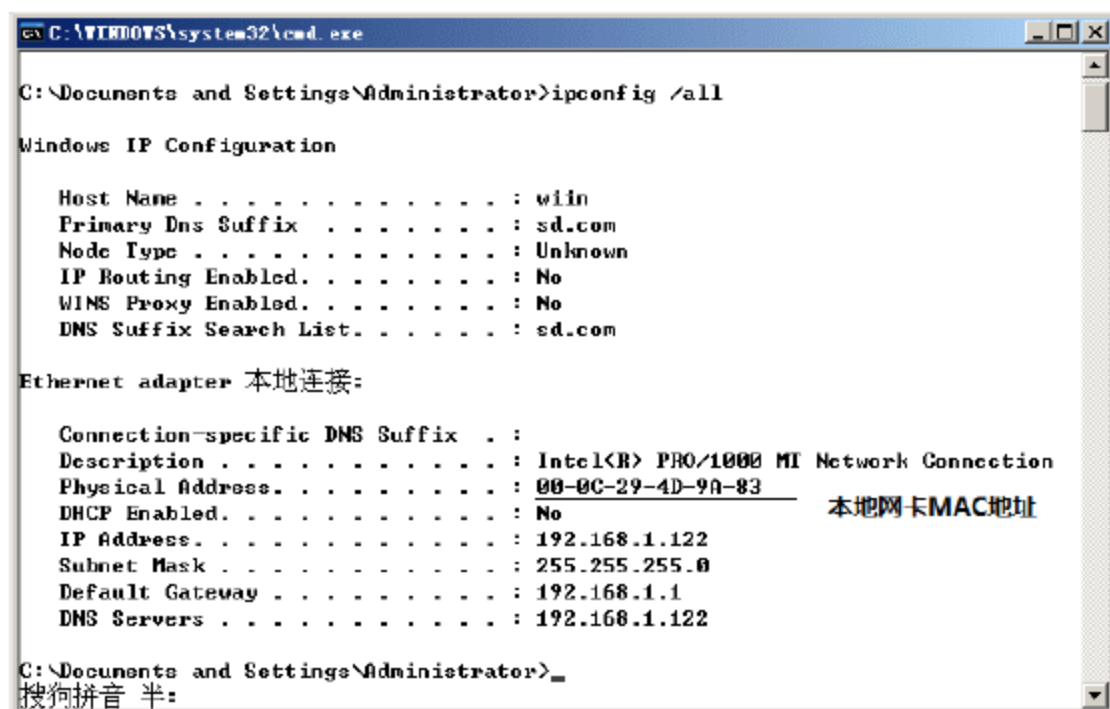 C:\WINDOWS\system32\cmd.exe
C:\Documents and Settings\Administrator>ipconfig /all
Windows IP Configuration
Host Name . . . . . . . . . . . . : wiin
Primary Dns Suffix . . . . . . . : sd.com
Node Type . . . . . . . . . . . . : Unknown
IP Routing Enabled. . . . . . . . : No
WINS Proxy Enabled. . . . . . . . : No
DNS Suffix Search List. . . . . . : sd.com
Ethernet adapter 本地连接:
Connection-specific DNS Suffix . :
Description . . . . . . . . . . . : Intel(R) PRO/1000 MT Network Connection
Physical Address. . . . . . . . . : 00-0C-29-4D-9A-83
本地网卡MAC地址
DHCP Enabled. . . . . . . . . . . : No
IP Address. . . . . . . . . . . . : 192.168.1.122
Subnet Mask . . . . . . . . . . . : 255.255.255.0
Default Gateway . . . . . . . . . : 192.168.1.1
DNS Servers . . . . . . . . . . . : 192.168.1.122
C:\Documents and Settings\Administrator>_
搜狗拼音 半: